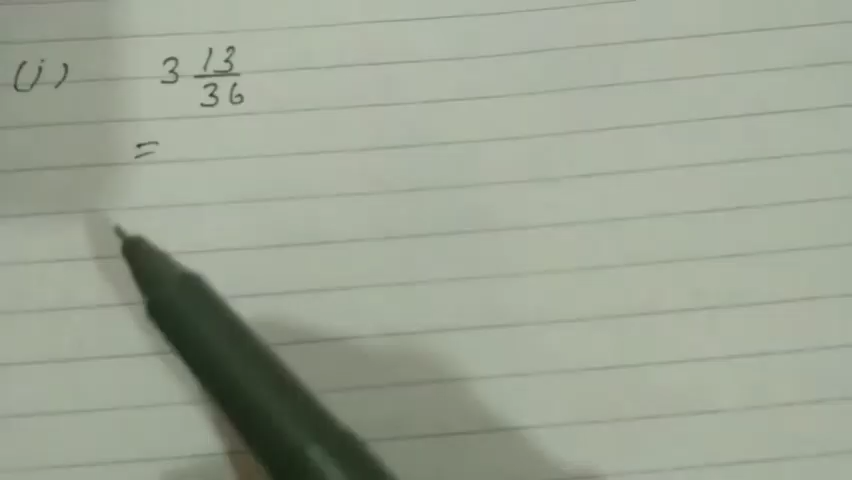 (j) 3 13/36
=